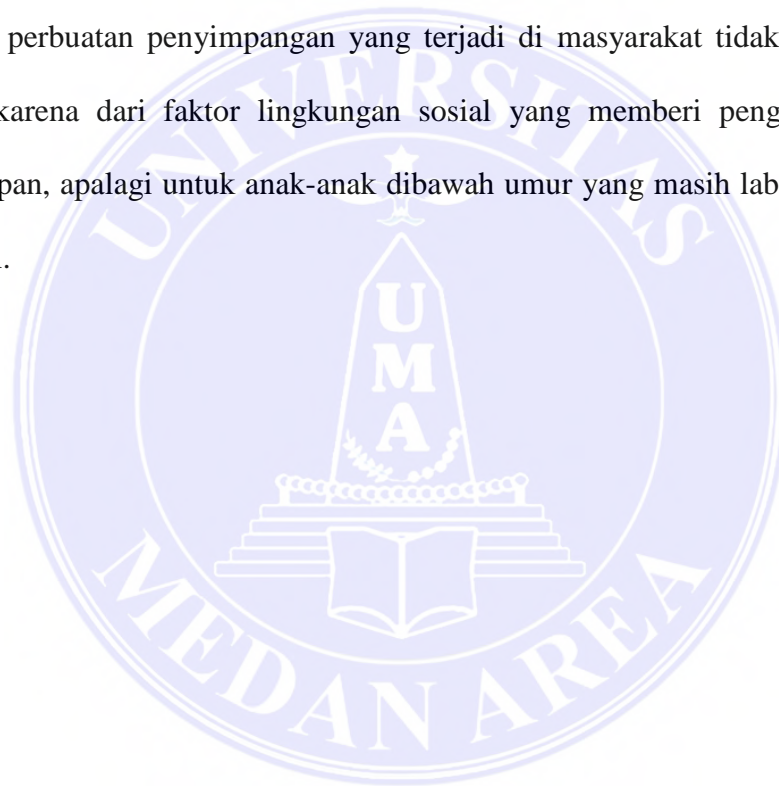 perbuatan penyimpangan yang terjadi di masyarakat tidak
karena dari faktor lingkungan sosial yang memberi peng
pan, apalagi untuk anak-anak dibawah umur yang masih lab
.
UNIVERSITAS
UMA
MEDAN AREA